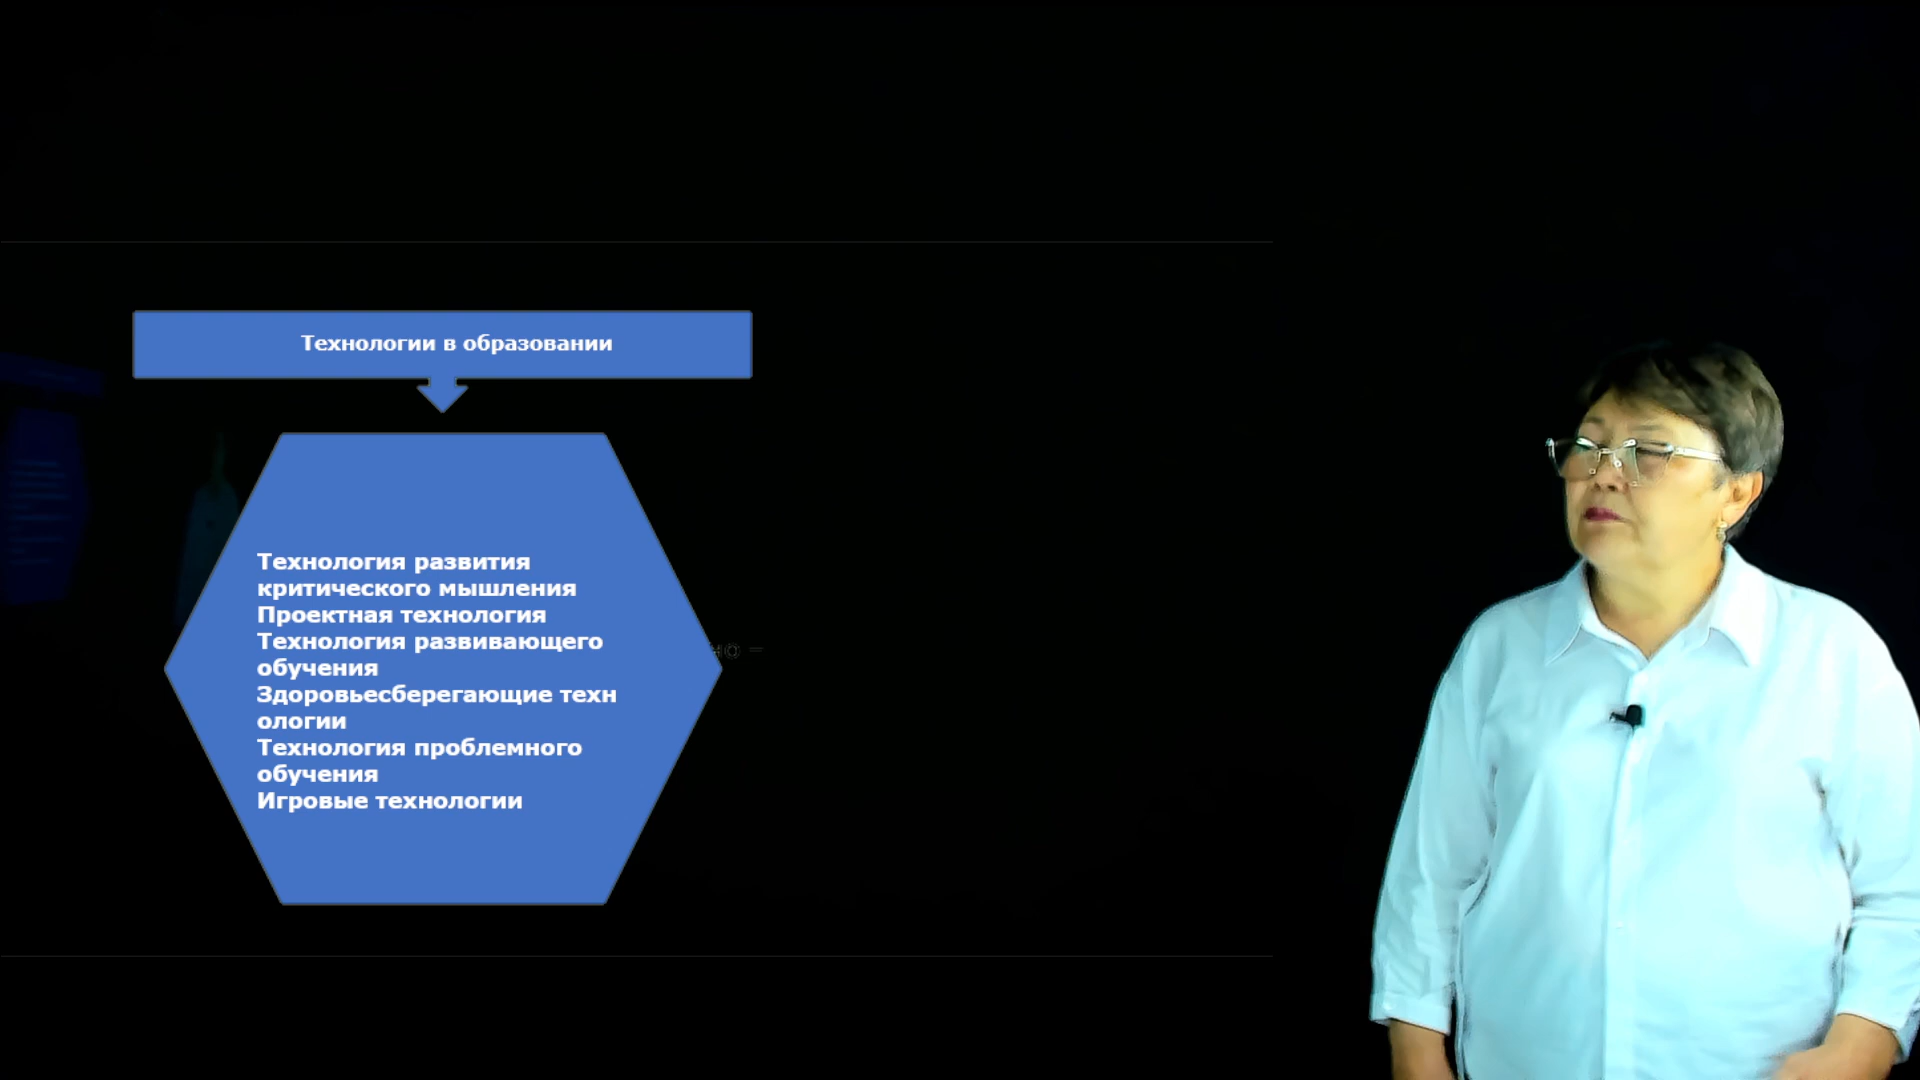 Технологии в образовании
Технология развития
критического мышления
Проектная технология
Технология развивающего
обучения
Здоровьесберегающие техн
ологии
Технология проблемного
обучения
Игровые технологии